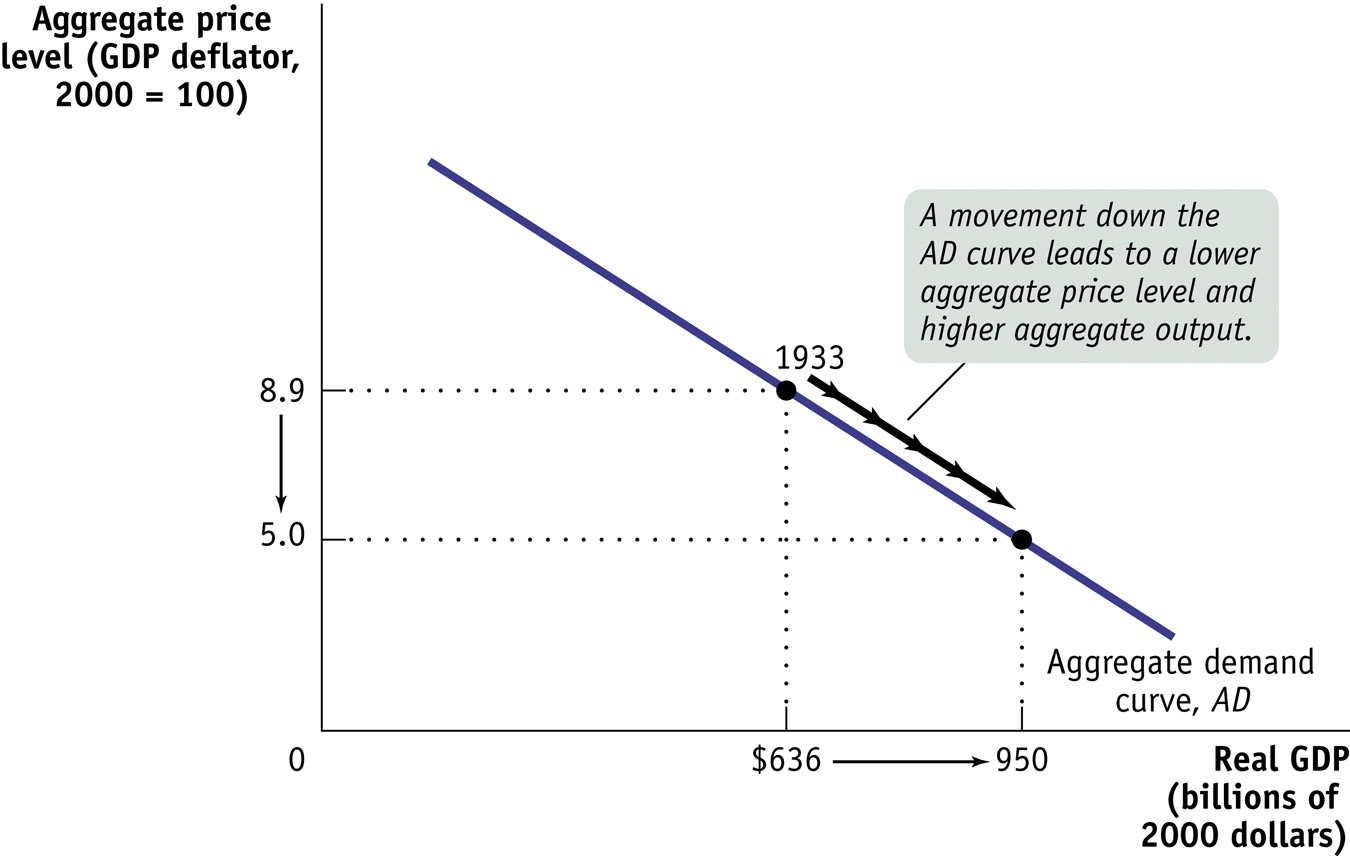 Aggregate price
level (GDP deflator,
2000 = 100)
A movement down the
AD curve leads to a lower
aggregate price level and
higher aggregate output.
1933
8.9
5.0
Aggregate demand
curve, AD
0
$636
950
Real GDP
(billions of
2000 dollars)